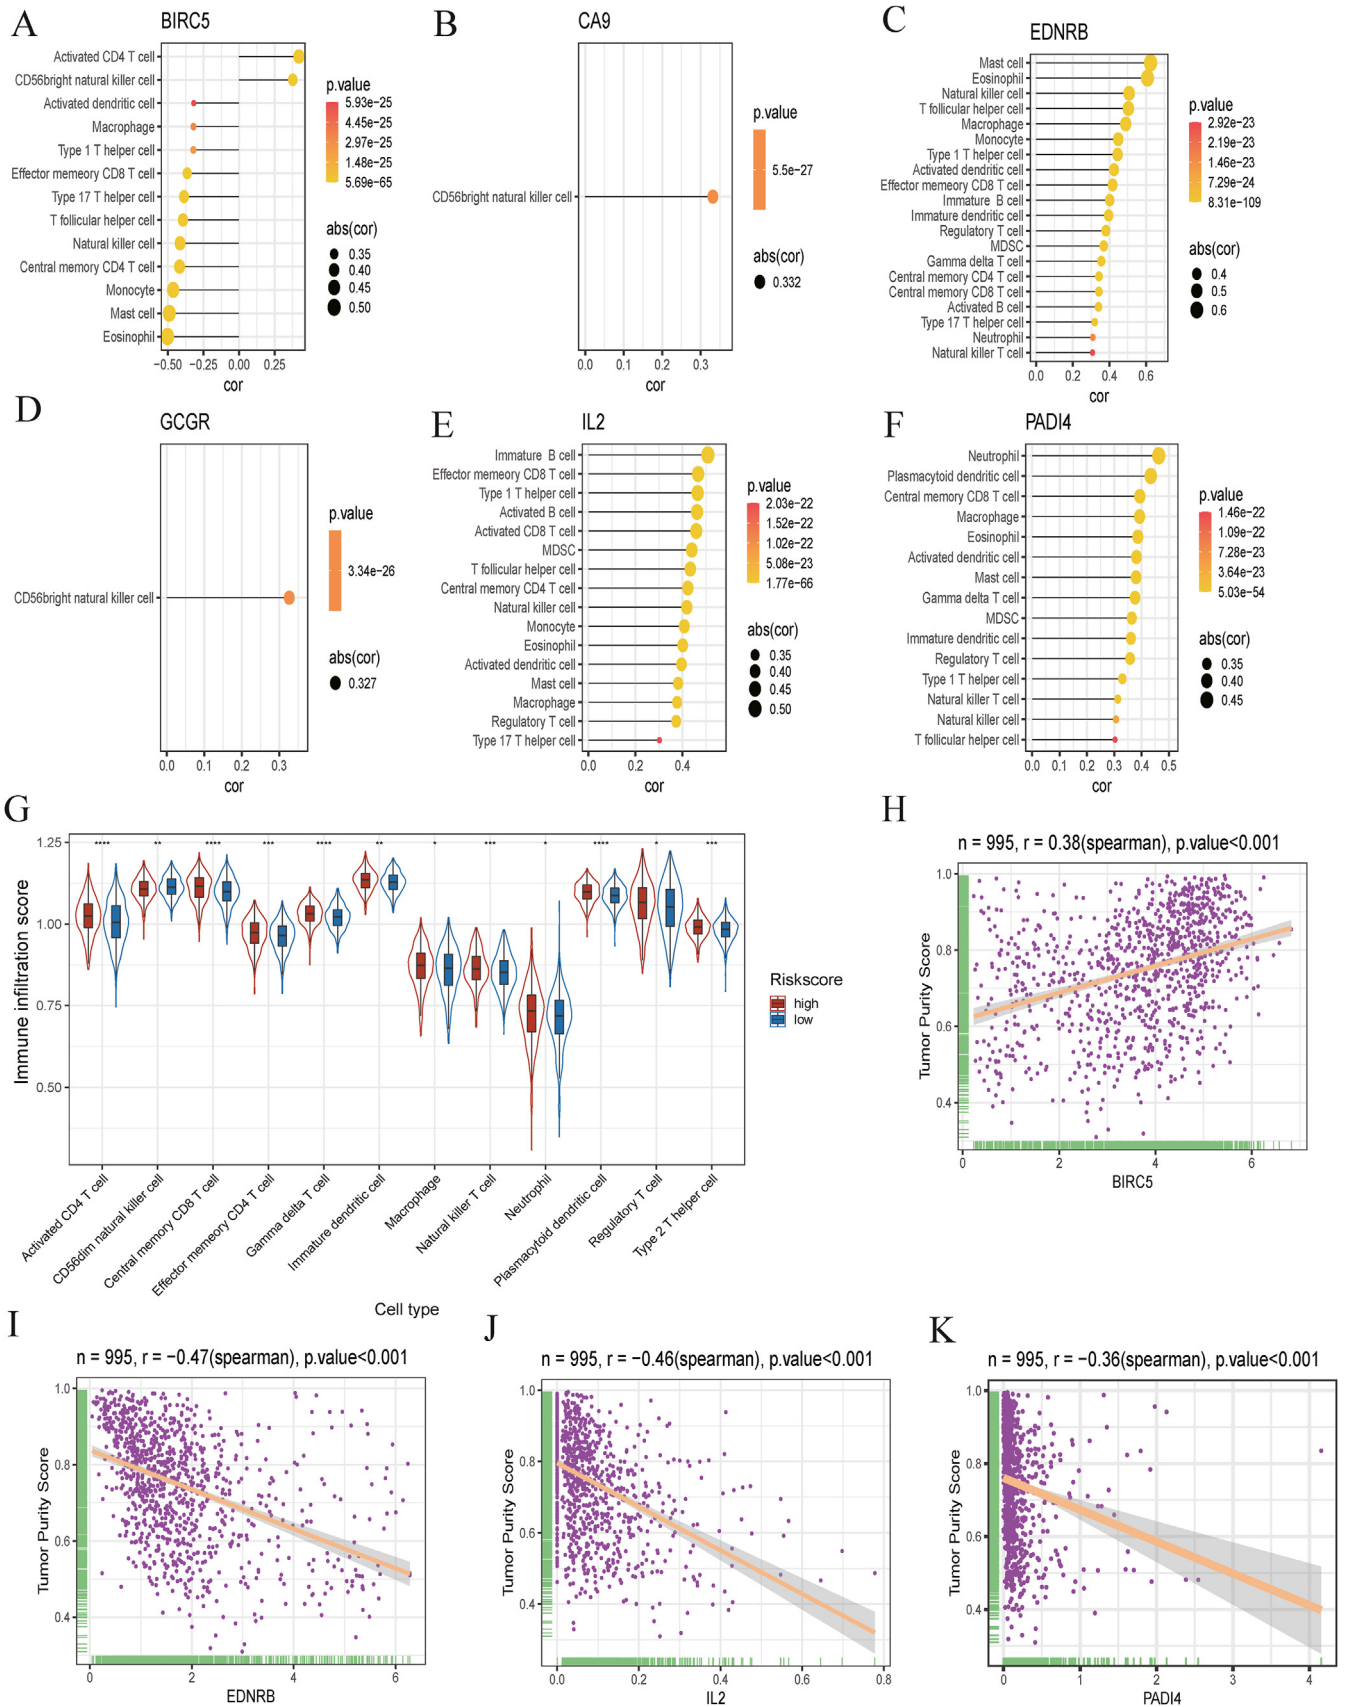 A
BIRC5
Activated CD4 T cell
CD56bright natural killer cell
Activated dendritic cell
Macrophage
Type 1 T helper cell
Effector memeory CD8 T cell
Type 17 T helper cell
T follicular helper cell
Natural killer cell
Central memory CD4 T cell
Monocyte
Mast cell
Eosinophil
−0.50 −0.25 0.00 0.25
cor
p.value
5.93e−25
4.45e−25
2.97e−25
1.48e−25
5.69e−65
abs(cor)
0.35
0.40
0.45
0.50
B
CA9
CD56bright natural killer cell
0.0 0.1 0.2 0.3
cor
p.value
5.5e−27
abs(cor)
0.332
C
EDNRB
Mast cell
Eosinophil
Natural killer cell
T follicular helper cell
Macrophage
Monocyte
Type 1 T helper cell
Activated dendritic cell
Effector memeory CD8 T cell
Immature B cell
Immature dendritic cell
Regulatory T cell
MDSC
Gamma delta T cell
Central memory CD4 T cell
Central memory CD8 T cell
Activated B cell
Type 17 T helper cell
Neutrophil
Natural killer T cell
0.0 0.2 0.4 0.6
cor
p.value
2.92e−23
2.19e−23
1.46e−23
7.29e−24
8.31e−109
abs(cor)
0.4
0.5
0.6
D
GCGR
CD56bright natural killer cell
0.0 0.1 0.2 0.3
cor
p.value
3.34e−26
abs(cor)
0.327
E
IL2
Immature B cell
Effector memeory CD8 T cell
Type 1 T helper cell
Activated B cell
Activated CD8 T cell
MDSC
T follicular helper cell
Central memory CD4 T cell
Natural killer cell
Monocyte
Eosinophil
Activated dendritic cell
Mast cell
Macrophage
Regulatory T cell
Type 17 T helper cell
0.0 0.2 0.4
cor
p.value
2.03e−22
1.52e−22
1.02e−22
5.08e−23
1.77e−66
abs(cor)
0.35
0.40
0.45
0.50
F
PADI4
Neutrophil
Plasmacytoid dendritic cell
Central memory CD8 T cell
Macrophage
Eosinophil
Activated dendritic cell
Mast cell
Gamma delta T cell
MDSC
Immature dendritic cell
Regulatory T cell
Type 1 T helper cell
Natural killer T cell
Natural killer cell
T follicular helper cell
0.0 0.1 0.2 0.3 0.4 0.5
cor
p.value
1.46e−22
1.09e−22
7.28e−23
3.64e−23
5.03e−54
abs(cor)
0.35
0.40
0.45
G
Immune infiltration score
1.25
1.00
0.75
0.50
**** ** **** *** **** ** * *** * **** * ***
Activated CD4 T cell
CD56dim natural killer cell
Central memory CD8 T cell
Effector memeory CD4 T cell
Gamma delta T cell
Immature dendritic cell
Macrophage
Natural killer T cell
Neutrophil
Plasmacytoid dendritic cell
Regulatory T cell
Type 2 T helper cell
Cell type
Riskscore
high
low
H
n = 995, r = 0.38(spearman), p.value<0.001
Tumor Purity Score
1.0
0.8
0.6
0.4
0 2 4 6
BIRC5
I
n = 995, r = −0.47(spearman), p.value<0.001
Tumor Purity Score
1.0
0.8
0.6
0.4
0 2 4 6
EDNRB
J
n = 995, r = −0.46(spearman), p.value<0.001
Tumor Purity Score
1.0
0.8
0.6
0.4
0.0 0.2 0.4 0.6 0.8
IL2
K
n = 995, r = −0.36(spearman), p.value<0.001
Tumor Purity Score
1.0
0.8
0.6
0.4
0 1 2 3 4
PADI4